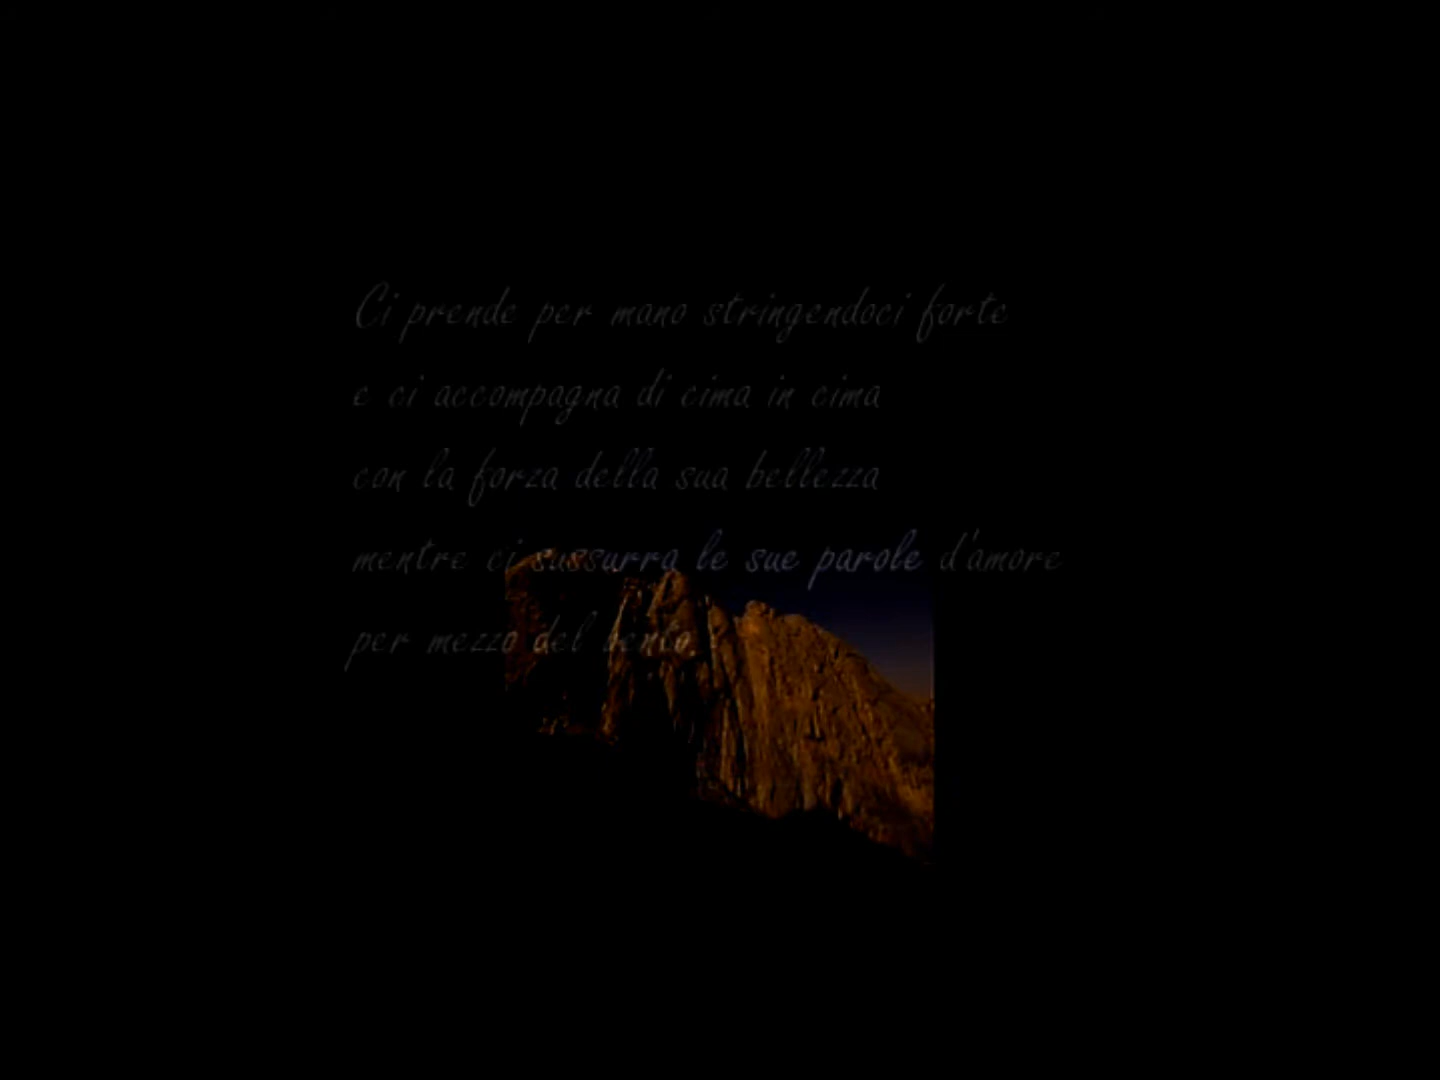 Ci prende per mano stringendoci forte
e ci accompagna di cima in cima
con la forza della sua bellezza
mentre ci sussurra le sue parole d'amore
per mezzo del vento.